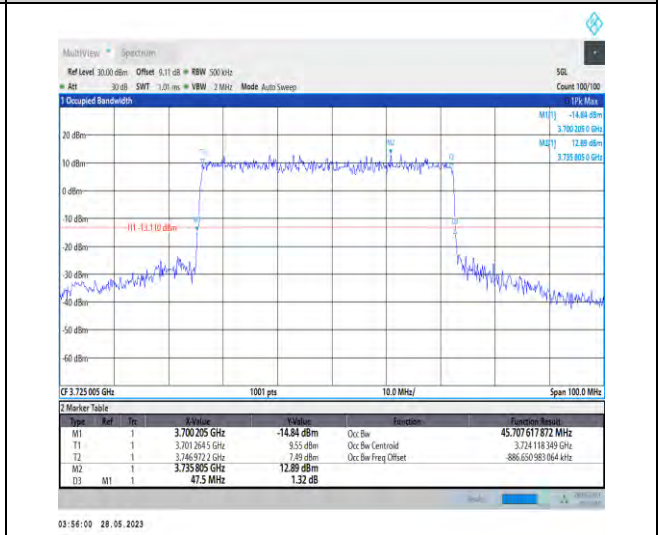 MultiView Spectrum
Ref Level 30.00 dBm Offset 9.11 dB RBW 500 kHz SGL
Att 30 dB SWT 1.01 ms VBW 2 MHz Mode Auto Sweep Count 100/100
1 Occupied Bandwidth 1Pk Max
M1[1] -14.84 dBm
3.700 205 0 GHz
M2[1] 12.89 dBm
3.735 805 0 GHz
20 dBm
M2
10 dBm
0 dBm
-10 dBm
H1 -13.110 dBm
-20 dBm
-30 dBm
-40 dBm
-50 dBm
-60 dBm
CF 3.725 005 GHz 1001 pts 10.0 MHz/ Span 100.0 MHz
2 Marker Table
Type Ref Trc X-Value Y-Value Function Function Result
M1 1 3.700 205 GHz -14.84 dBm Occ Bw 45.707 617 872 MHz
T1 1 3.701 264 5 GHz 9.55 dBm Occ Bw Centroid 3.724 118 349 GHz
T2 1 3.746 972 2 GHz 7.49 dBm Occ Bw Freq Offset -886.650 983 064 kHz
M2 1 3.735 805 GHz 12.89 dBm
D3 M1 1 47.5 MHz 1.32 dB
03:56:00 28.05.2023